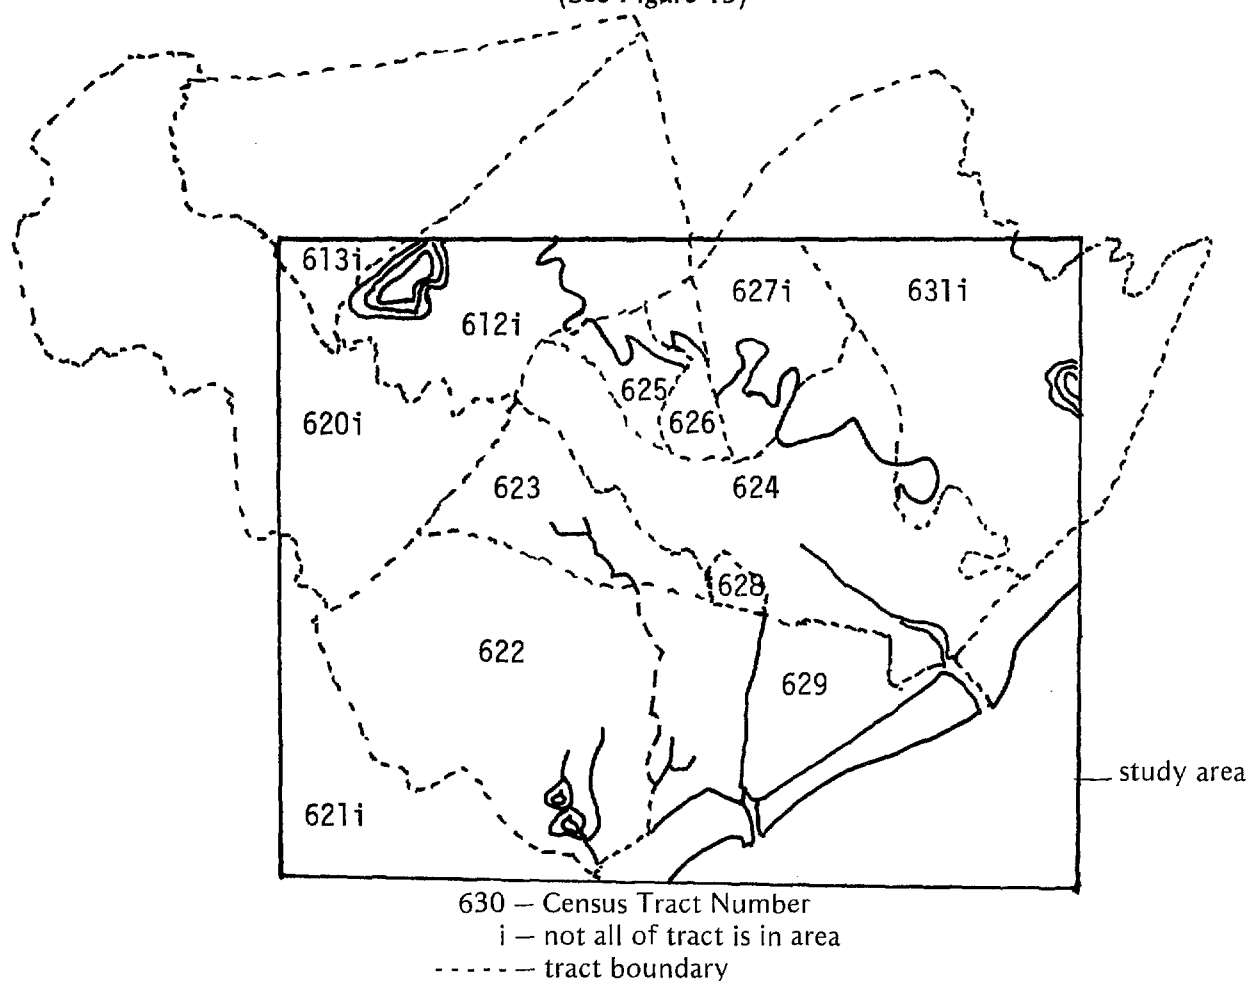 613i
612i
627i
631i
625
626
620i
623
624
628
622
629
621i
study area
630 — Census Tract Number
i — not all of tract is in area
- - - - - - — tract boundary